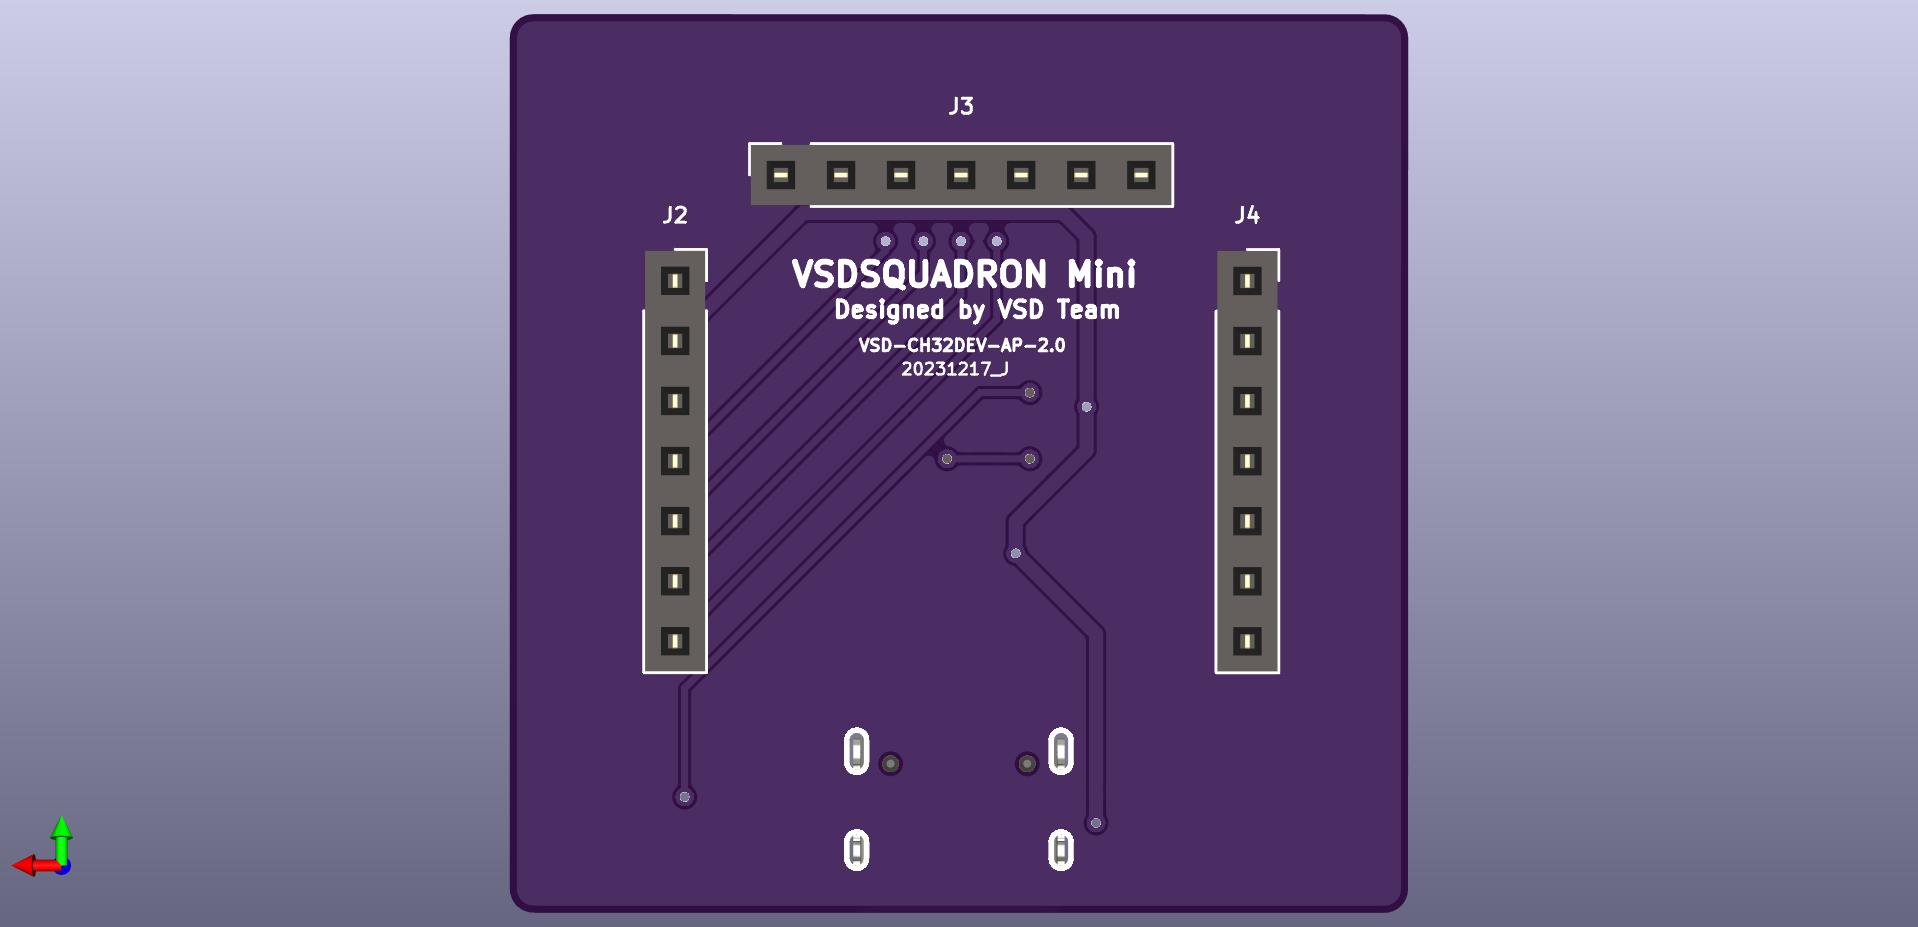 J3
J2
J4
VSDSQUADRON Mini
Designed by VSD Team
VSD-CH32DEV-AP-2.0
20231217_J